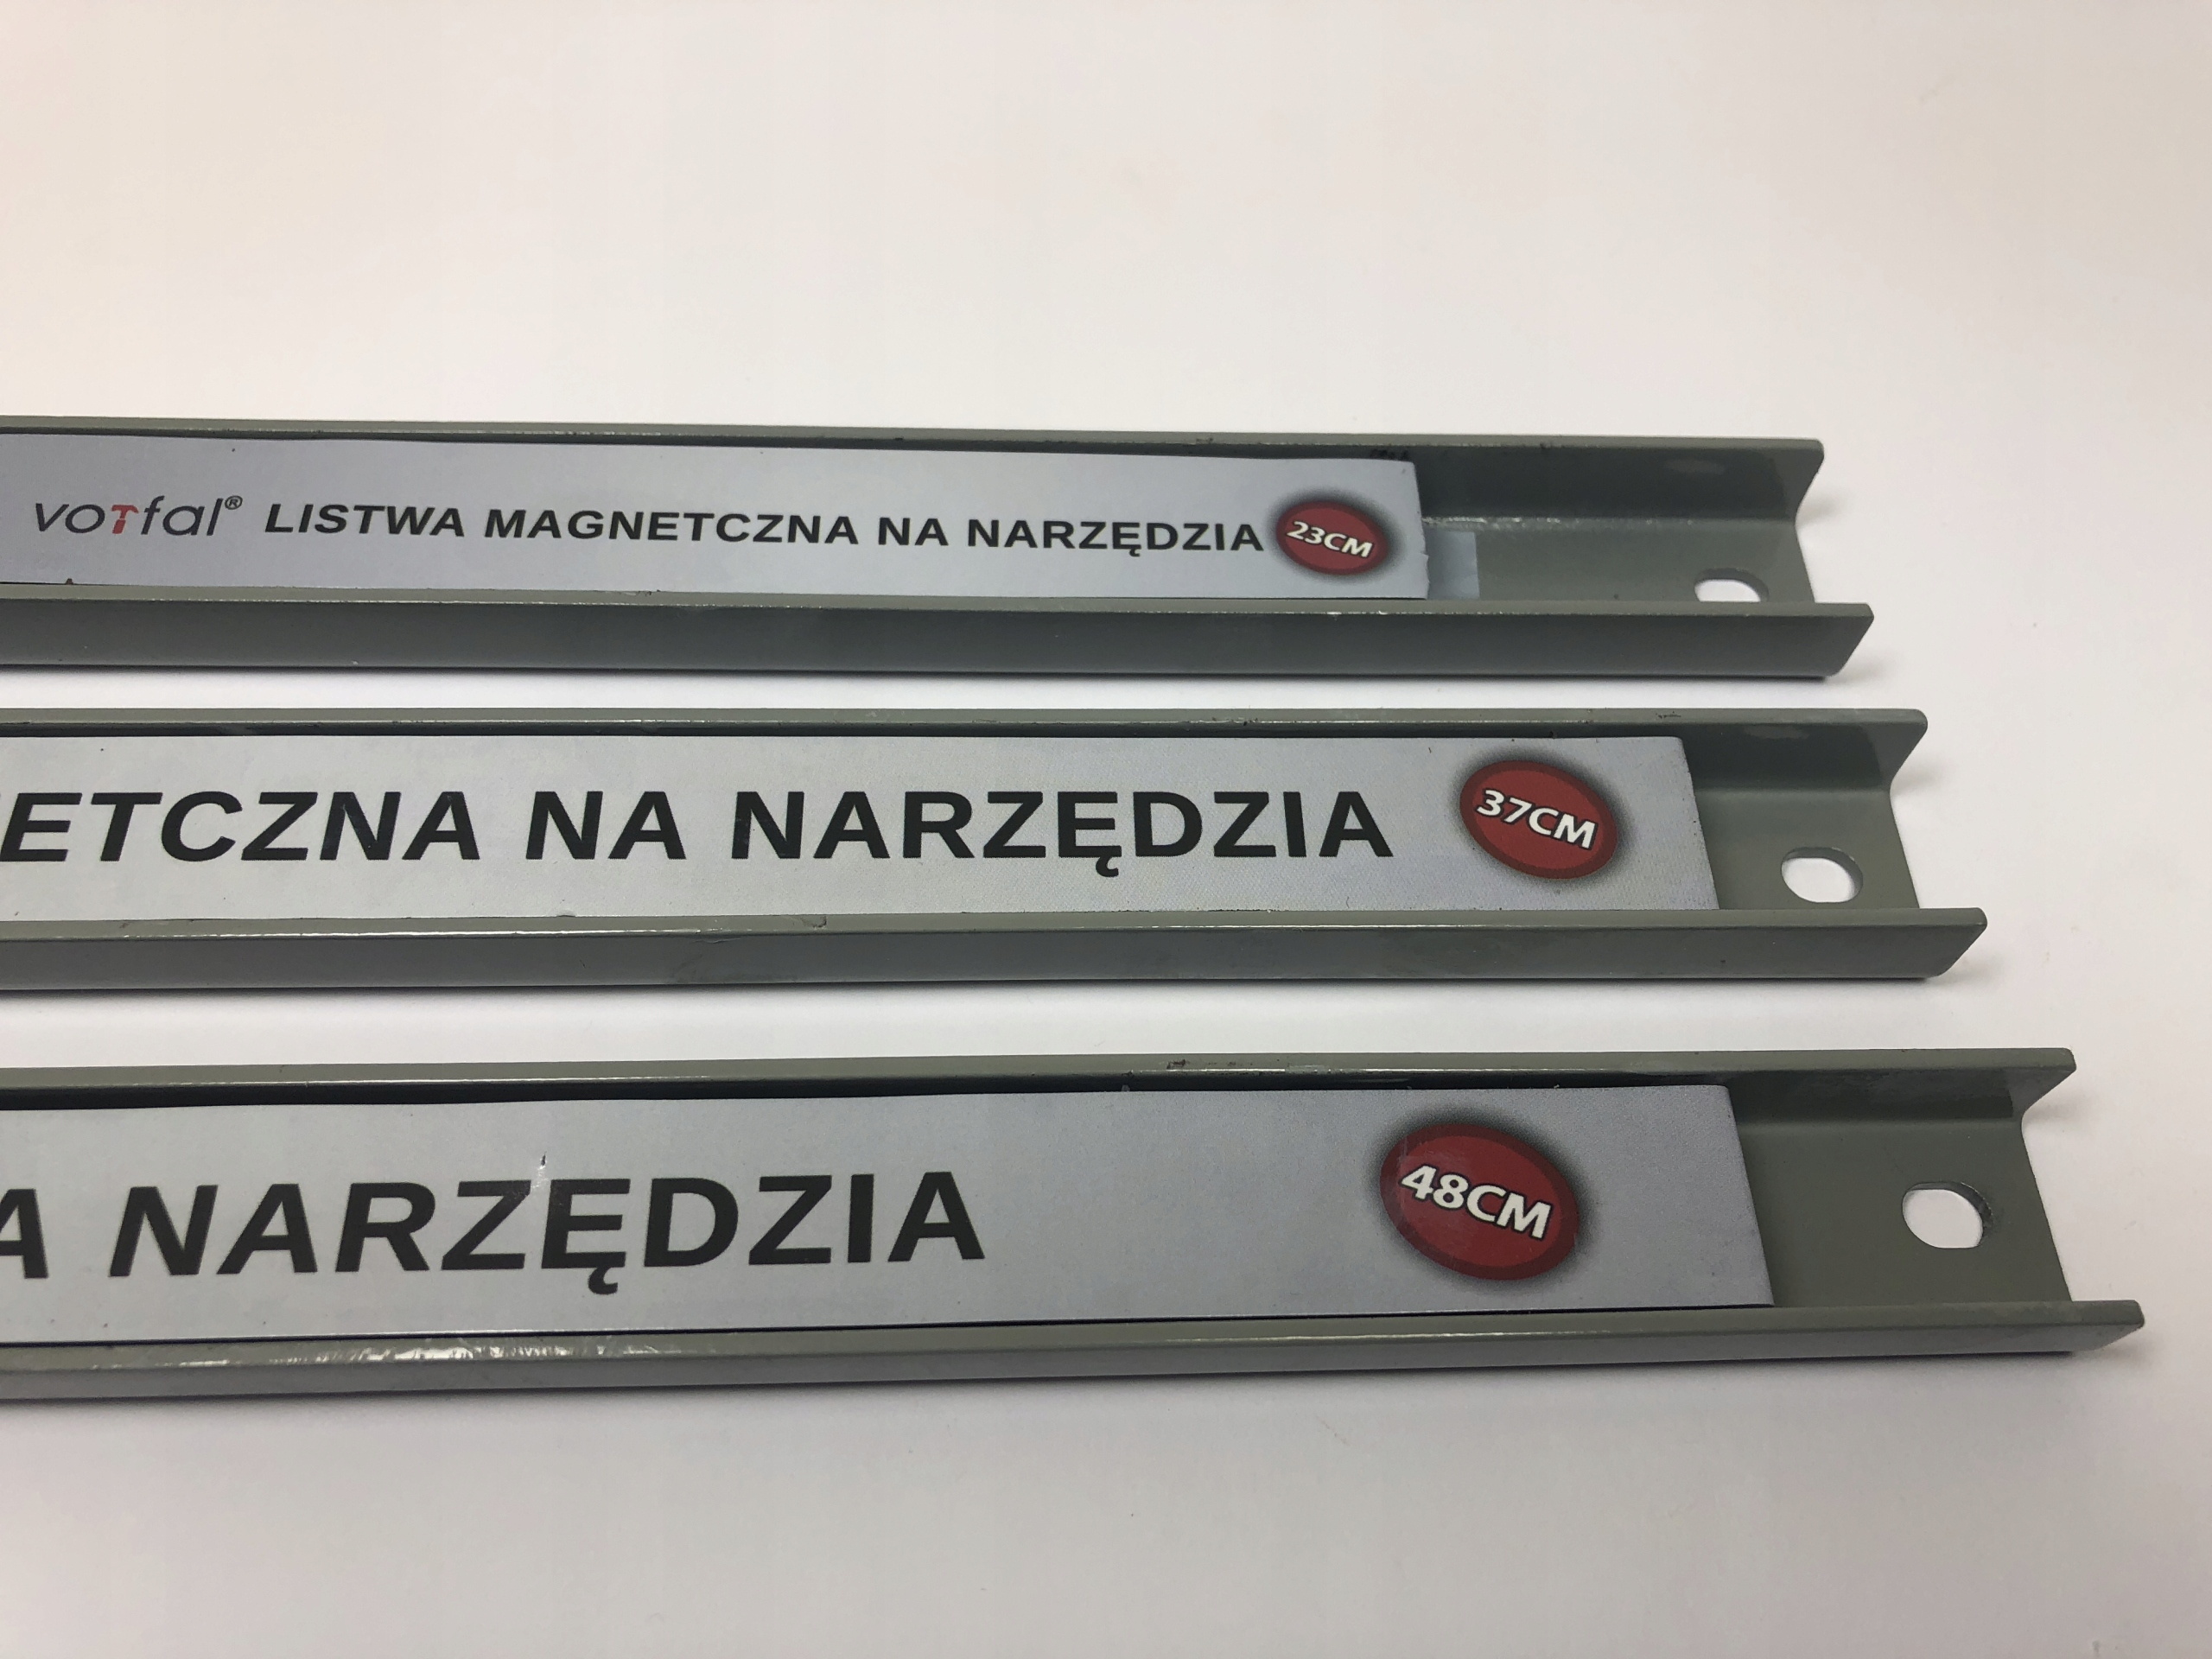 votfal® LISTWA MAGNETCZNA NA NARZĘDZIA 23CM
ETCZNA NA NARZĘDZIA 37CM
A NARZĘDZIA 48CM